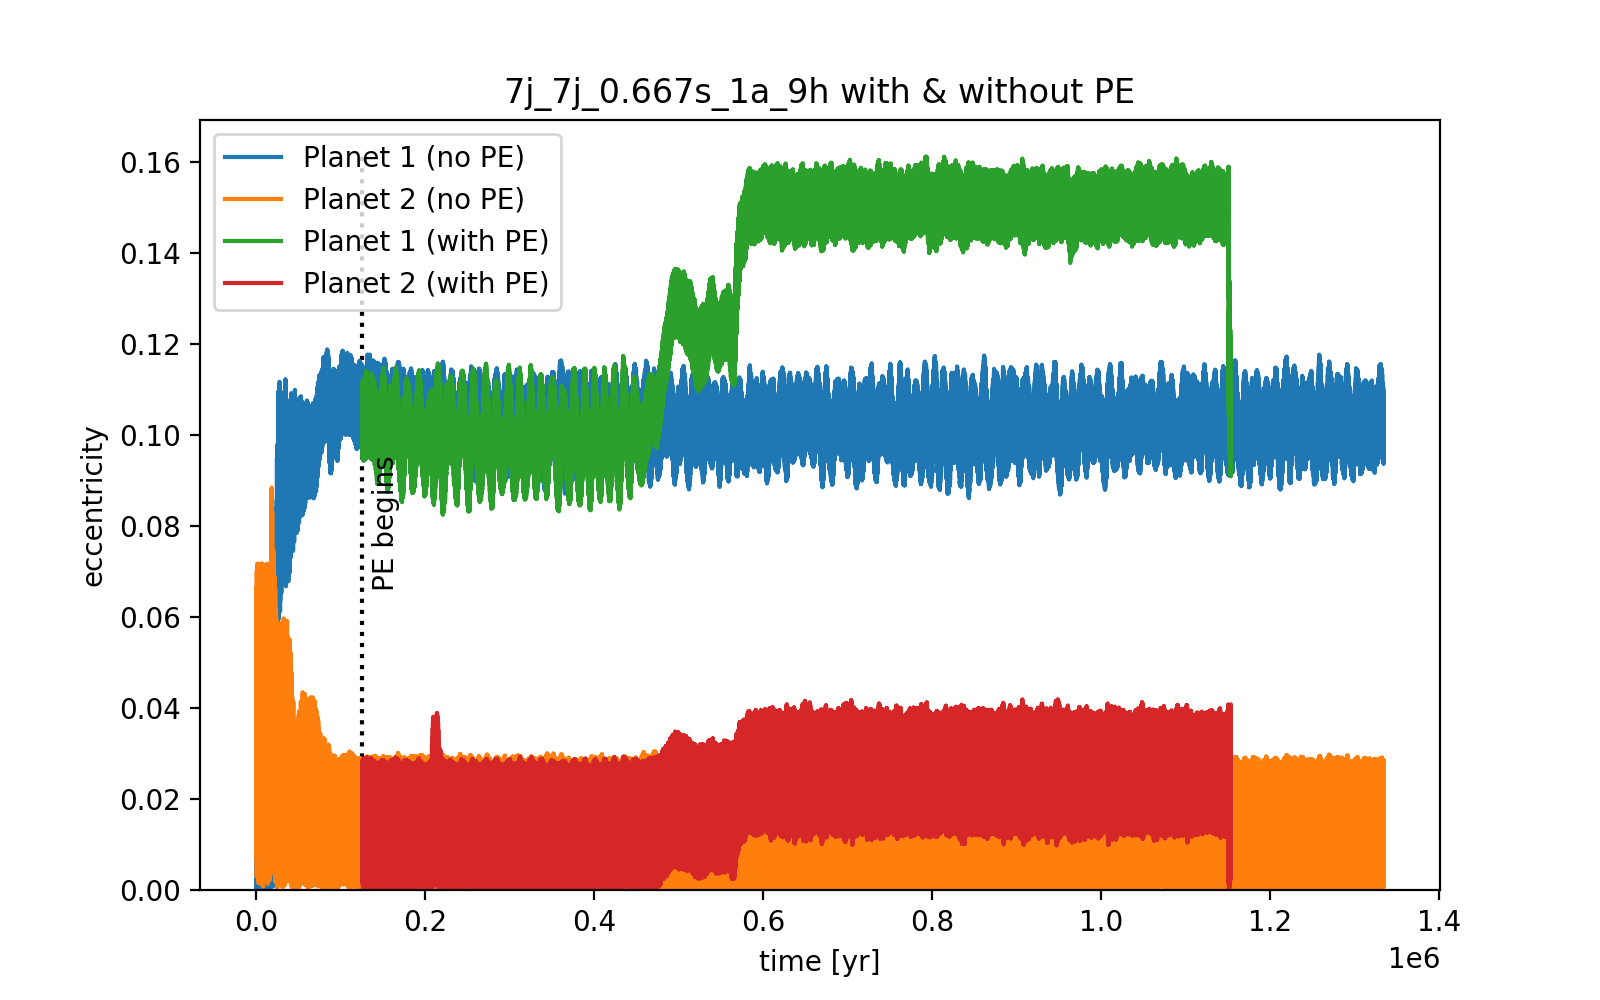 7j_7j_0.667s_1a_9h with & without PE
Planet 1 (no PE)
Planet 2 (no PE)
Planet 1 (with PE)
Planet 2 (with PE)
0.16
0.14
0.12
0.10
0.08
0.06
0.04
0.02
0.00
eccentricity
PE begins
0.0
0.2
0.4
0.6
0.8
1.0
1.2
1.4
time [yr]
1e6